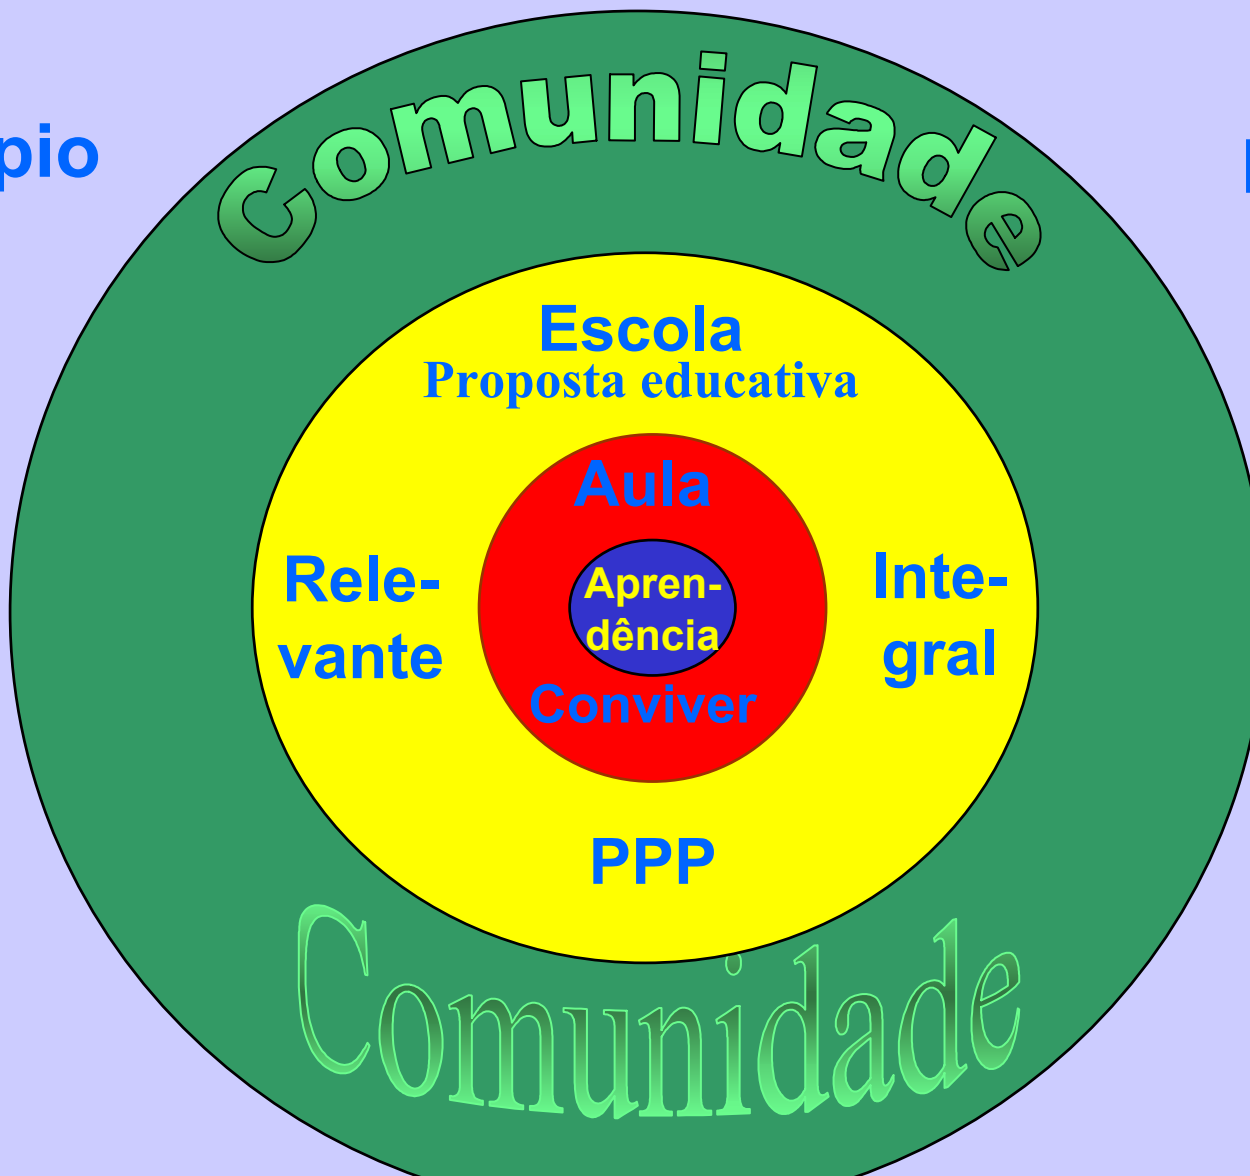 Comunidade
pio
Escola
Proposta educativa
Aula
Rele-
vante
Apren-
dência
Inte-
gral
Conviver
PPP
Comunidade